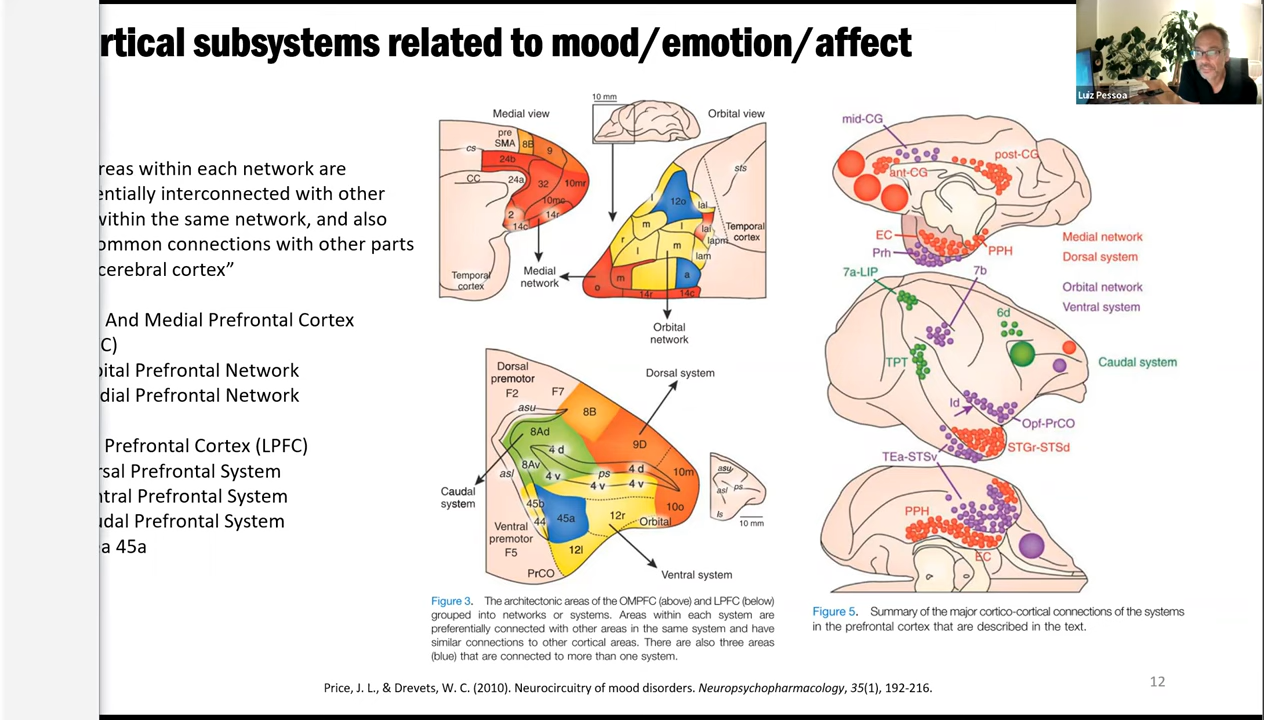 rtical subsystems related to mood/emotion/affect
Luiz Pessoa
reas within each network are
entially interconnected with other
within the same network, and also
ommon connections with other parts
cerebral cortex”
And Medial Prefrontal Cortex
C)
bital Prefrontal Network
dial Prefrontal Network
Prefrontal Cortex (LPFC)
rsal Prefrontal System
ntral Prefrontal System
udal Prefrontal System
a 45a
10 mm
Medial view
Orbital view
pre
SMA
8B
9
cs
24b
CC
24a
32
10mr
10mc
2
14r
14c
Temporal
cortex
Medial
network
sts
12o
l
lal
m
l
lai
Temporal
cortex
r
l
m
lapm
lam
m
a
o
14r
14c
Orbital
network
Dorsal
premotor
F2
F7
Dorsal system
asu
8B
8Ad
9D
4 d
8Av
4 v
asl
ps
4 d
4 v
4 v
10m
Caudal
system
45b
44
45a
12r
10o
Orbital
Ventral
premotor
F5
12l
PrCO
Ventral system
asu
asl
ps
ls
10 mm
Figure 3. The architectonic areas of the OMPFC (above) and LPFC (below)
grouped into networks or systems. Areas within each system are
preferentially connected with other areas in the same system and have
similar connections to other cortical areas. There are also three areas
(blue) that are connected to more than one system.
mid-CG
post-CG
ant-CG
EC
PPH
Prh
Medial network
Dorsal system
Orbital network
Ventral system
7a-LIP
7b
6d
TPT
Caudal system
Id
Opf-PrCO
STGr-STSd
TEa-STSv
PPH
EC
Figure 5. Summary of the major cortico-cortical connections of the systems
in the prefrontal cortex that are described in the text.
Price, J. L., & Drevets, W. C. (2010). Neurocircuitry of mood disorders. Neuropsychopharmacology, 35(1), 192-216.
12